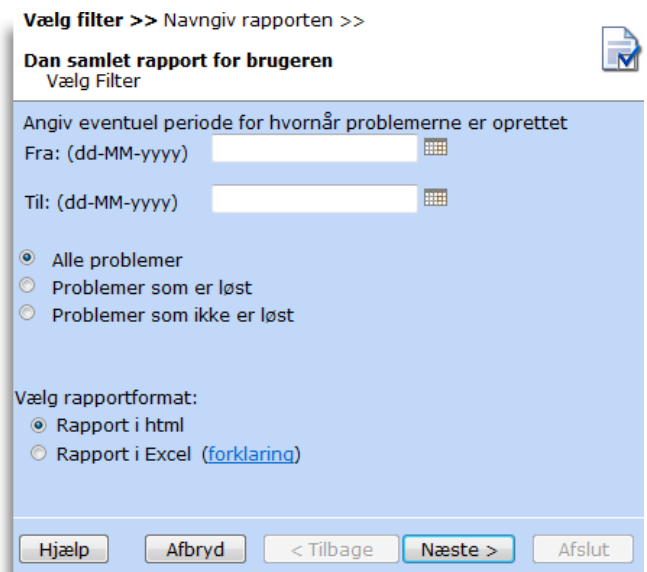 Vælg filter >> Navngiv rapporten >>
Dan samlet rapport for brugeren
Vælg Filter
Angiv eventuel periode for hvornår problemerne er oprettet
Fra: (dd-MM-yyyy)
Til: (dd-MM-yyyy)
Alle problemer
Problemer som er løst
Problemer som ikke er løst
Vælg rapportformat:
Rapport i html
Rapport i Excel (forklaring)
Hjælp Afbryd < Tilbage Næste > Afslut